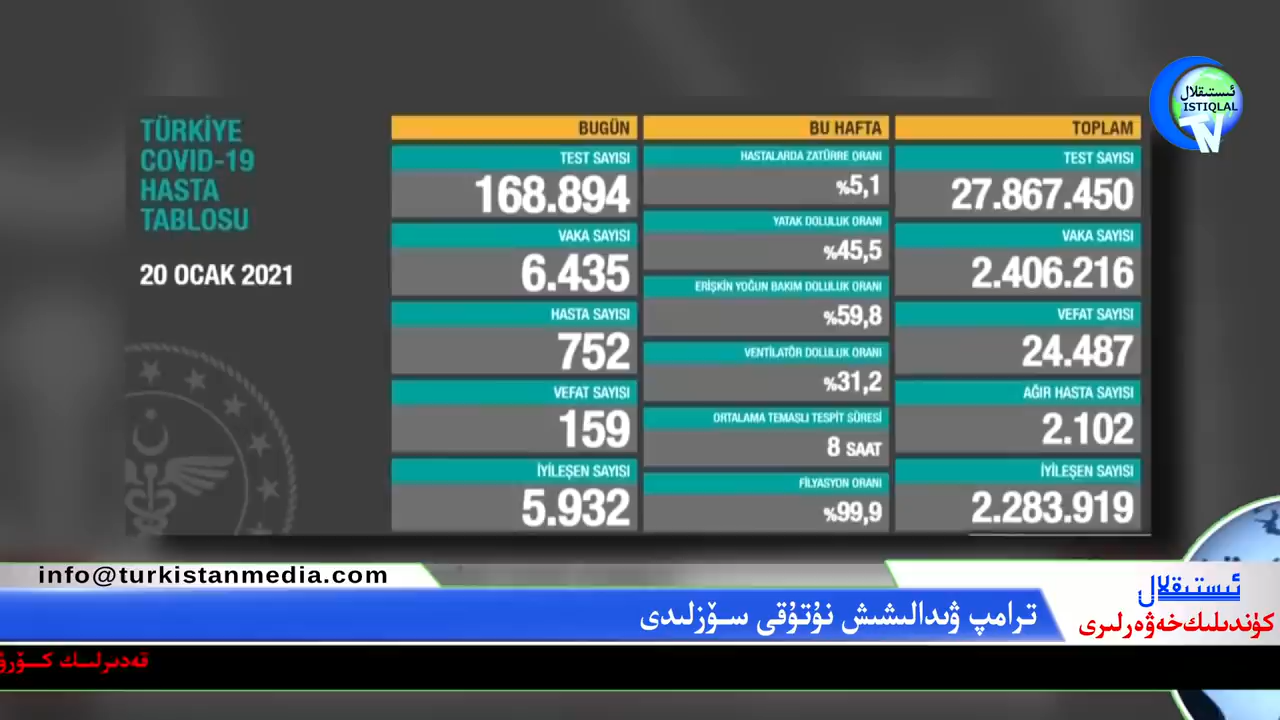 ئىستىقلال
ISTIQLAL
TV
TÜRKİYE
COVID-19
HASTA
TABLOSU
20 OCAK 2021
BUGÜN
TEST SAYISI
168.894
VAKA SAYISI
6.435
HASTA SAYISI
752
VEFAT SAYISI
159
İYİLEŞEN SAYISI
5.932
BU HAFTA
HASTALARDA ZATÜRRE ORANI
%5,1
YATAK DOLULUK ORANI
%45,5
ERİŞKİN YOĞUN BAKIM DOLULUK ORANI
%59,8
VENTİLATÖR DOLULUK ORANI
%31,2
ORTALAMA TEMASLI TESPİT SÜRESİ
8 SAAT
FİLYASYON ORANI
%99,9
TOPLAM
TEST SAYISI
27.867.450
VAKA SAYISI
2.406.216
VEFAT SAYISI
24.487
AĞIR HASTA SAYISI
2.102
İYİLEŞEN SAYISI
2.283.919
info@turkistanmedia.com
ئىستىقلال
كۈندىلىك خەۋەرلىرى
ترامپ ۋىدالىشىش نۇتۇقى سۆزلىدى
قەدىرلىك